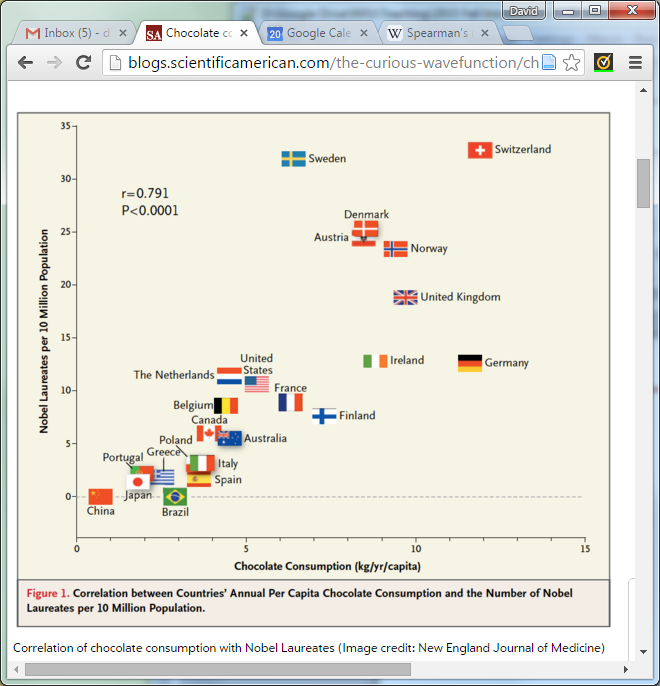 David
Inbox (5) - d
SA
Chocolate co
20
Google Cale
W
Spearman's r
blogs.scientificamerican.com/the-curious-wavefunction/ch
35
30
25
20
15
10
5
0
Nobel Laureates per 10 Million Population
r=0.791
P<0.0001
Sweden
Switzerland
Denmark
Austria
Norway
United Kingdom
Ireland
Germany
United
States
The Netherlands
France
Belgium
Finland
Canada
Australia
Poland
Greece
Portugal
Italy
Spain
Japan
China
Brazil
0
5
10
15
Chocolate Consumption (kg/yr/capita)
Figure 1. Correlation between Countries' Annual Per Capita Chocolate Consumption and the Number of Nobel
Laureates per 10 Million Population.
Correlation of chocolate consumption with Nobel Laureates (Image credit: New England Journal of Medicine)